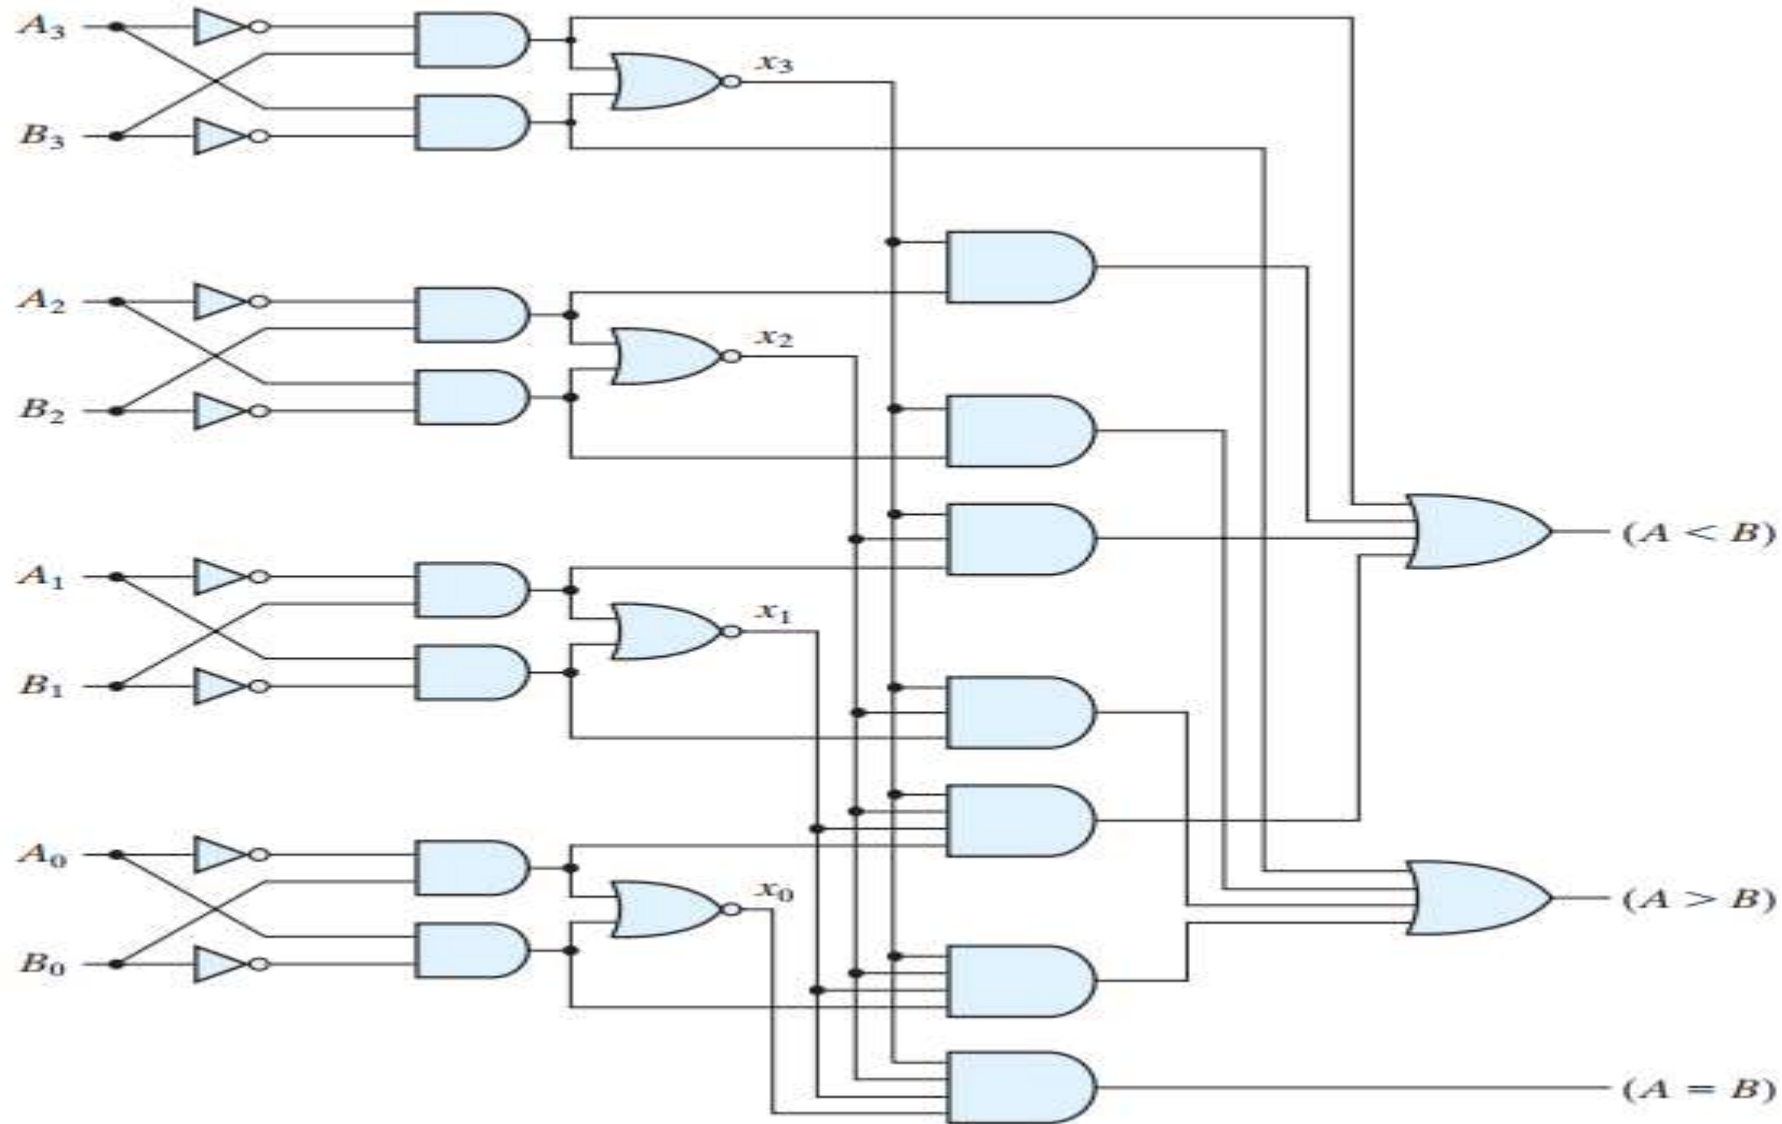 A₃
x₃
B₃
A₂
x₂
B₂
(A < B)
A₁
x₁
B₁
A₀
x₀
(A > B)
B₀
(A = B)